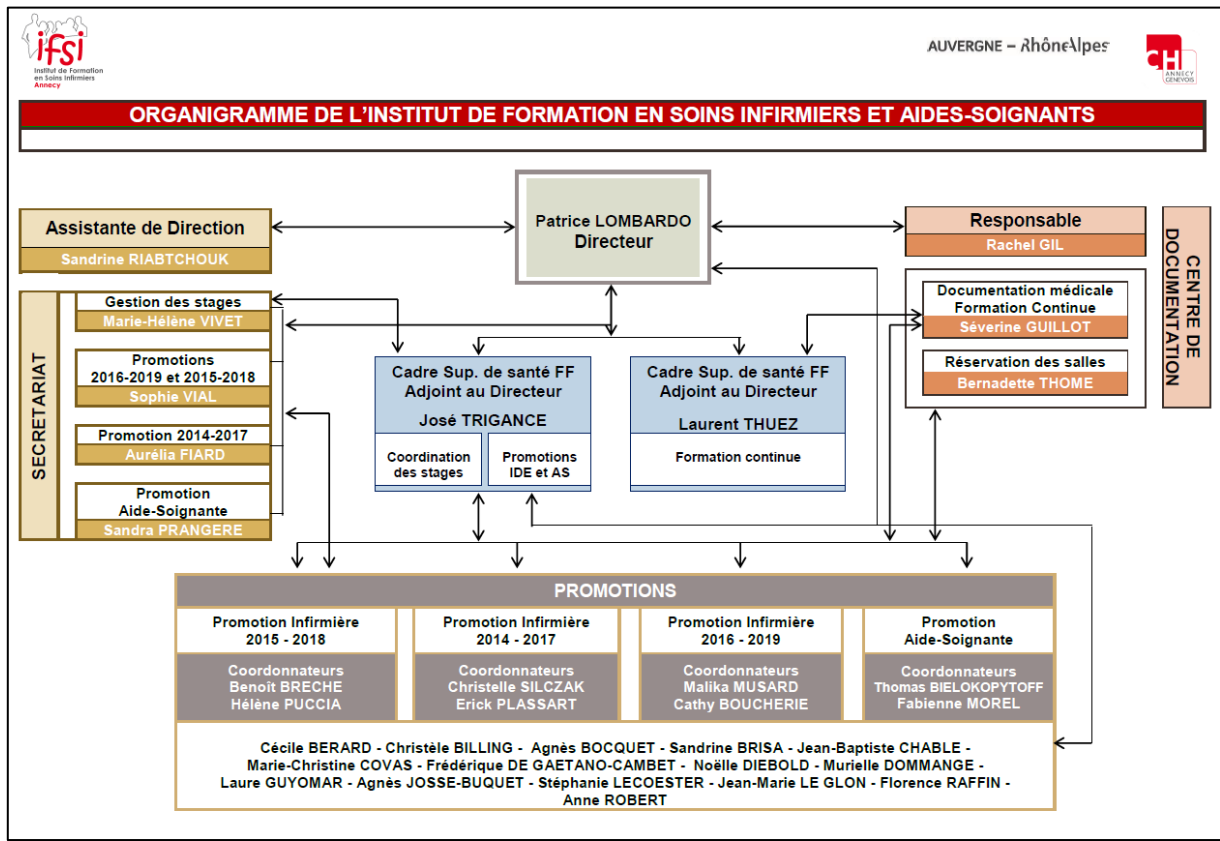 ifsi
Institut de Formation
en Soins Infirmiers
Annecy
AUVERGNE – RhôneAlpes
CH
ANNECY
GENEVOIS
ORGANIGRAMME DE L'INSTITUT DE FORMATION EN SOINS INFIRMIERS ET AIDES-SOIGNANTS
Patrice LOMBARDO
Directeur
Assistante de Direction
Sandrine RIABTCHOUK
Responsable
Rachel GIL
CENTRE DE
DOCUMENTATION
SECRETARIAT
Gestion des stages
Marie-Hélène VIVET
Promotions
2016-2019 et 2015-2018
Sophie VIAL
Promotion 2014-2017
Aurélia FIARD
Promotion
Aide-Soignante
Sandra PRANGERE
Cadre Sup. de santé FF
Adjoint au Directeur
José TRIGANCE
Coordination
des stages
Promotions
IDE et AS
Cadre Sup. de santé FF
Adjoint au Directeur
Laurent THUEZ
Formation continue
Documentation médicale
Formation Continue
Séverine GUILLOT
Réservation des salles
Bernadette THOME
PROMOTIONS
Promotion Infirmière
2015 - 2018
Coordonnateurs
Benoît BRECHE
Hélène PUCCIA
Promotion Infirmière
2014 - 2017
Coordonnateurs
Christelle SILCZAK
Erick PLASSART
Promotion Infirmière
2016 - 2019
Coordonnateurs
Malika MUSARD
Cathy BOUCHERIE
Promotion
Aide-Soignante
Coordonnateurs
Thomas BIELOKOPYTOFF
Fabienne MOREL
Cécile BERARD - Christèle BILLING - Agnès BOCQUET - Sandrine BRISA - Jean-Baptiste CHABLE -
Marie-Christine COVAS - Frédérique DE GAETANO-CAMBET - Noëlle DIEBOLD - Murielle DOMMANGE -
Laure GUYOMAR - Agnès JOSSE-BUQUET - Stéphanie LECOESTER - Jean-Marie LE GLON - Florence RAFFIN -
Anne ROBERT